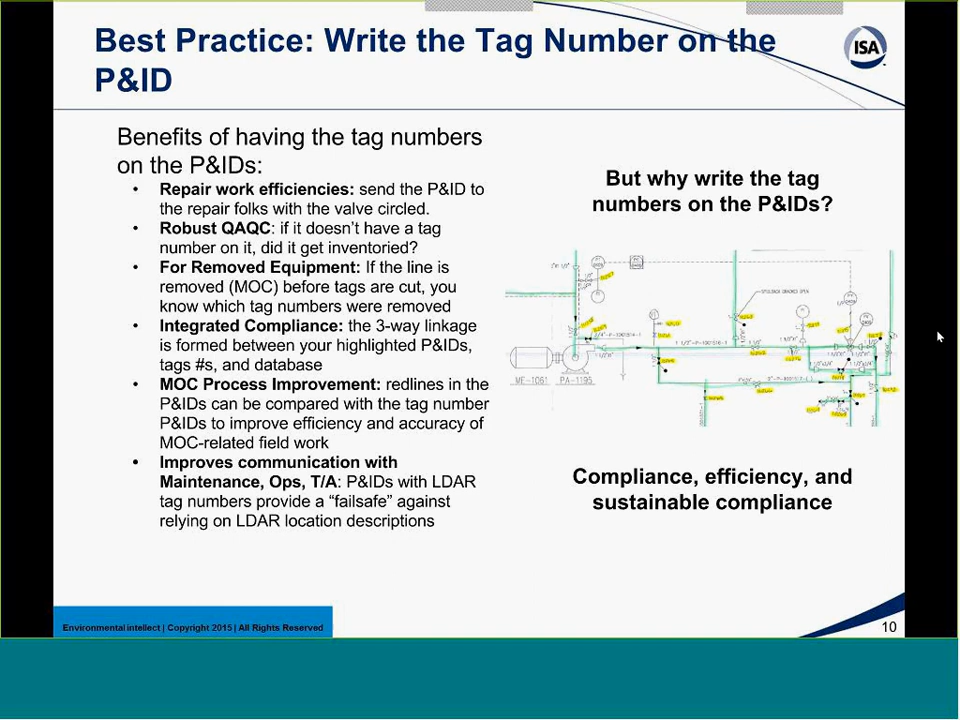 Best Practice: Write the Tag Number on the
P&ID
ISA
Benefits of having the tag numbers
on the P&IDs:
• Repair work efficiencies: send the P&ID to
the repair folks with the valve circled.
• Robust QAQC: if it doesn't have a tag
number on it, did it get inventoried?
• For Removed Equipment: If the line is
removed (MOC) before tags are cut, you
know which tag numbers were removed
• Integrated Compliance: the 3-way linkage
is formed between your highlighted P&IDs,
tags #s, and database
• MOC Process Improvement: redlines in the
P&IDs can be compared with the tag number
P&IDs to improve efficiency and accuracy of
MOC-related field work
• Improves communication with
Maintenance, Ops, T/A: P&IDs with LDAR
tag numbers provide a “failsafe” against
relying on LDAR location descriptions
But why write the tag
numbers on the P&IDs?
MF-1061
PA-1195
Compliance, efficiency, and
sustainable compliance
Environmental intellect | Copyright 2015 | All Rights Reserved
10